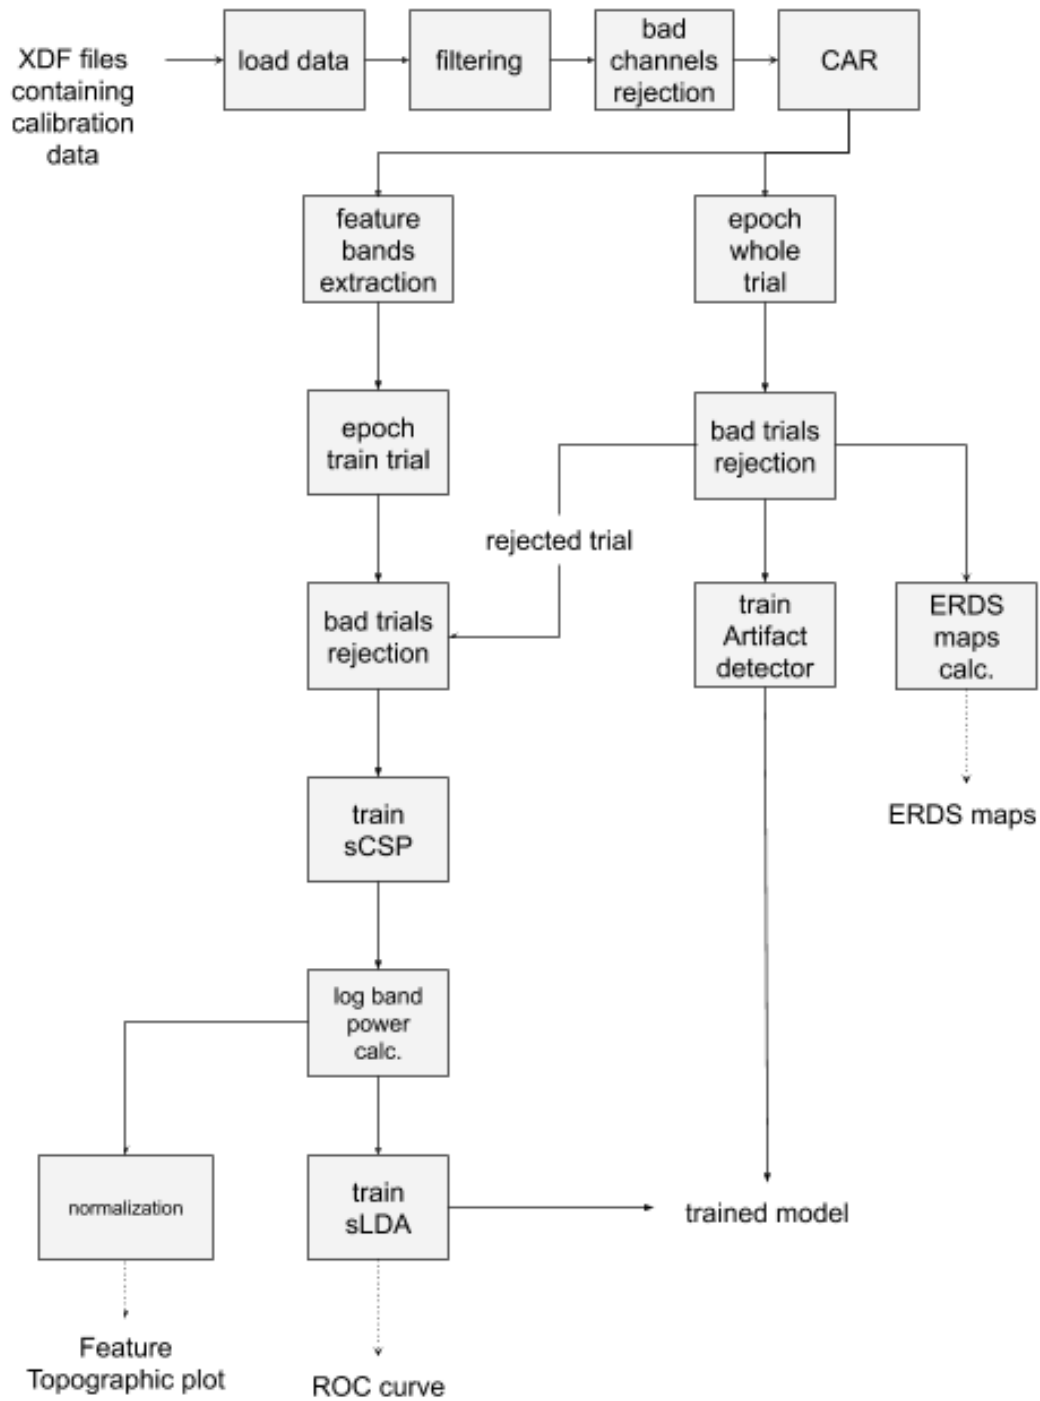 XDF files
containing
calibration
data
load data
filtering
bad
channels
rejection
CAR
feature
bands
extraction
epoch
whole
trial
epoch
train trial
bad trials
rejection
rejected trial
bad trials
rejection
train
Artifact
detector
ERDS
maps
calc.
train
sCSP
ERDS maps
log band
power
calc.
normalization
train
sLDA
trained model
Feature
Topographic plot
ROC curve